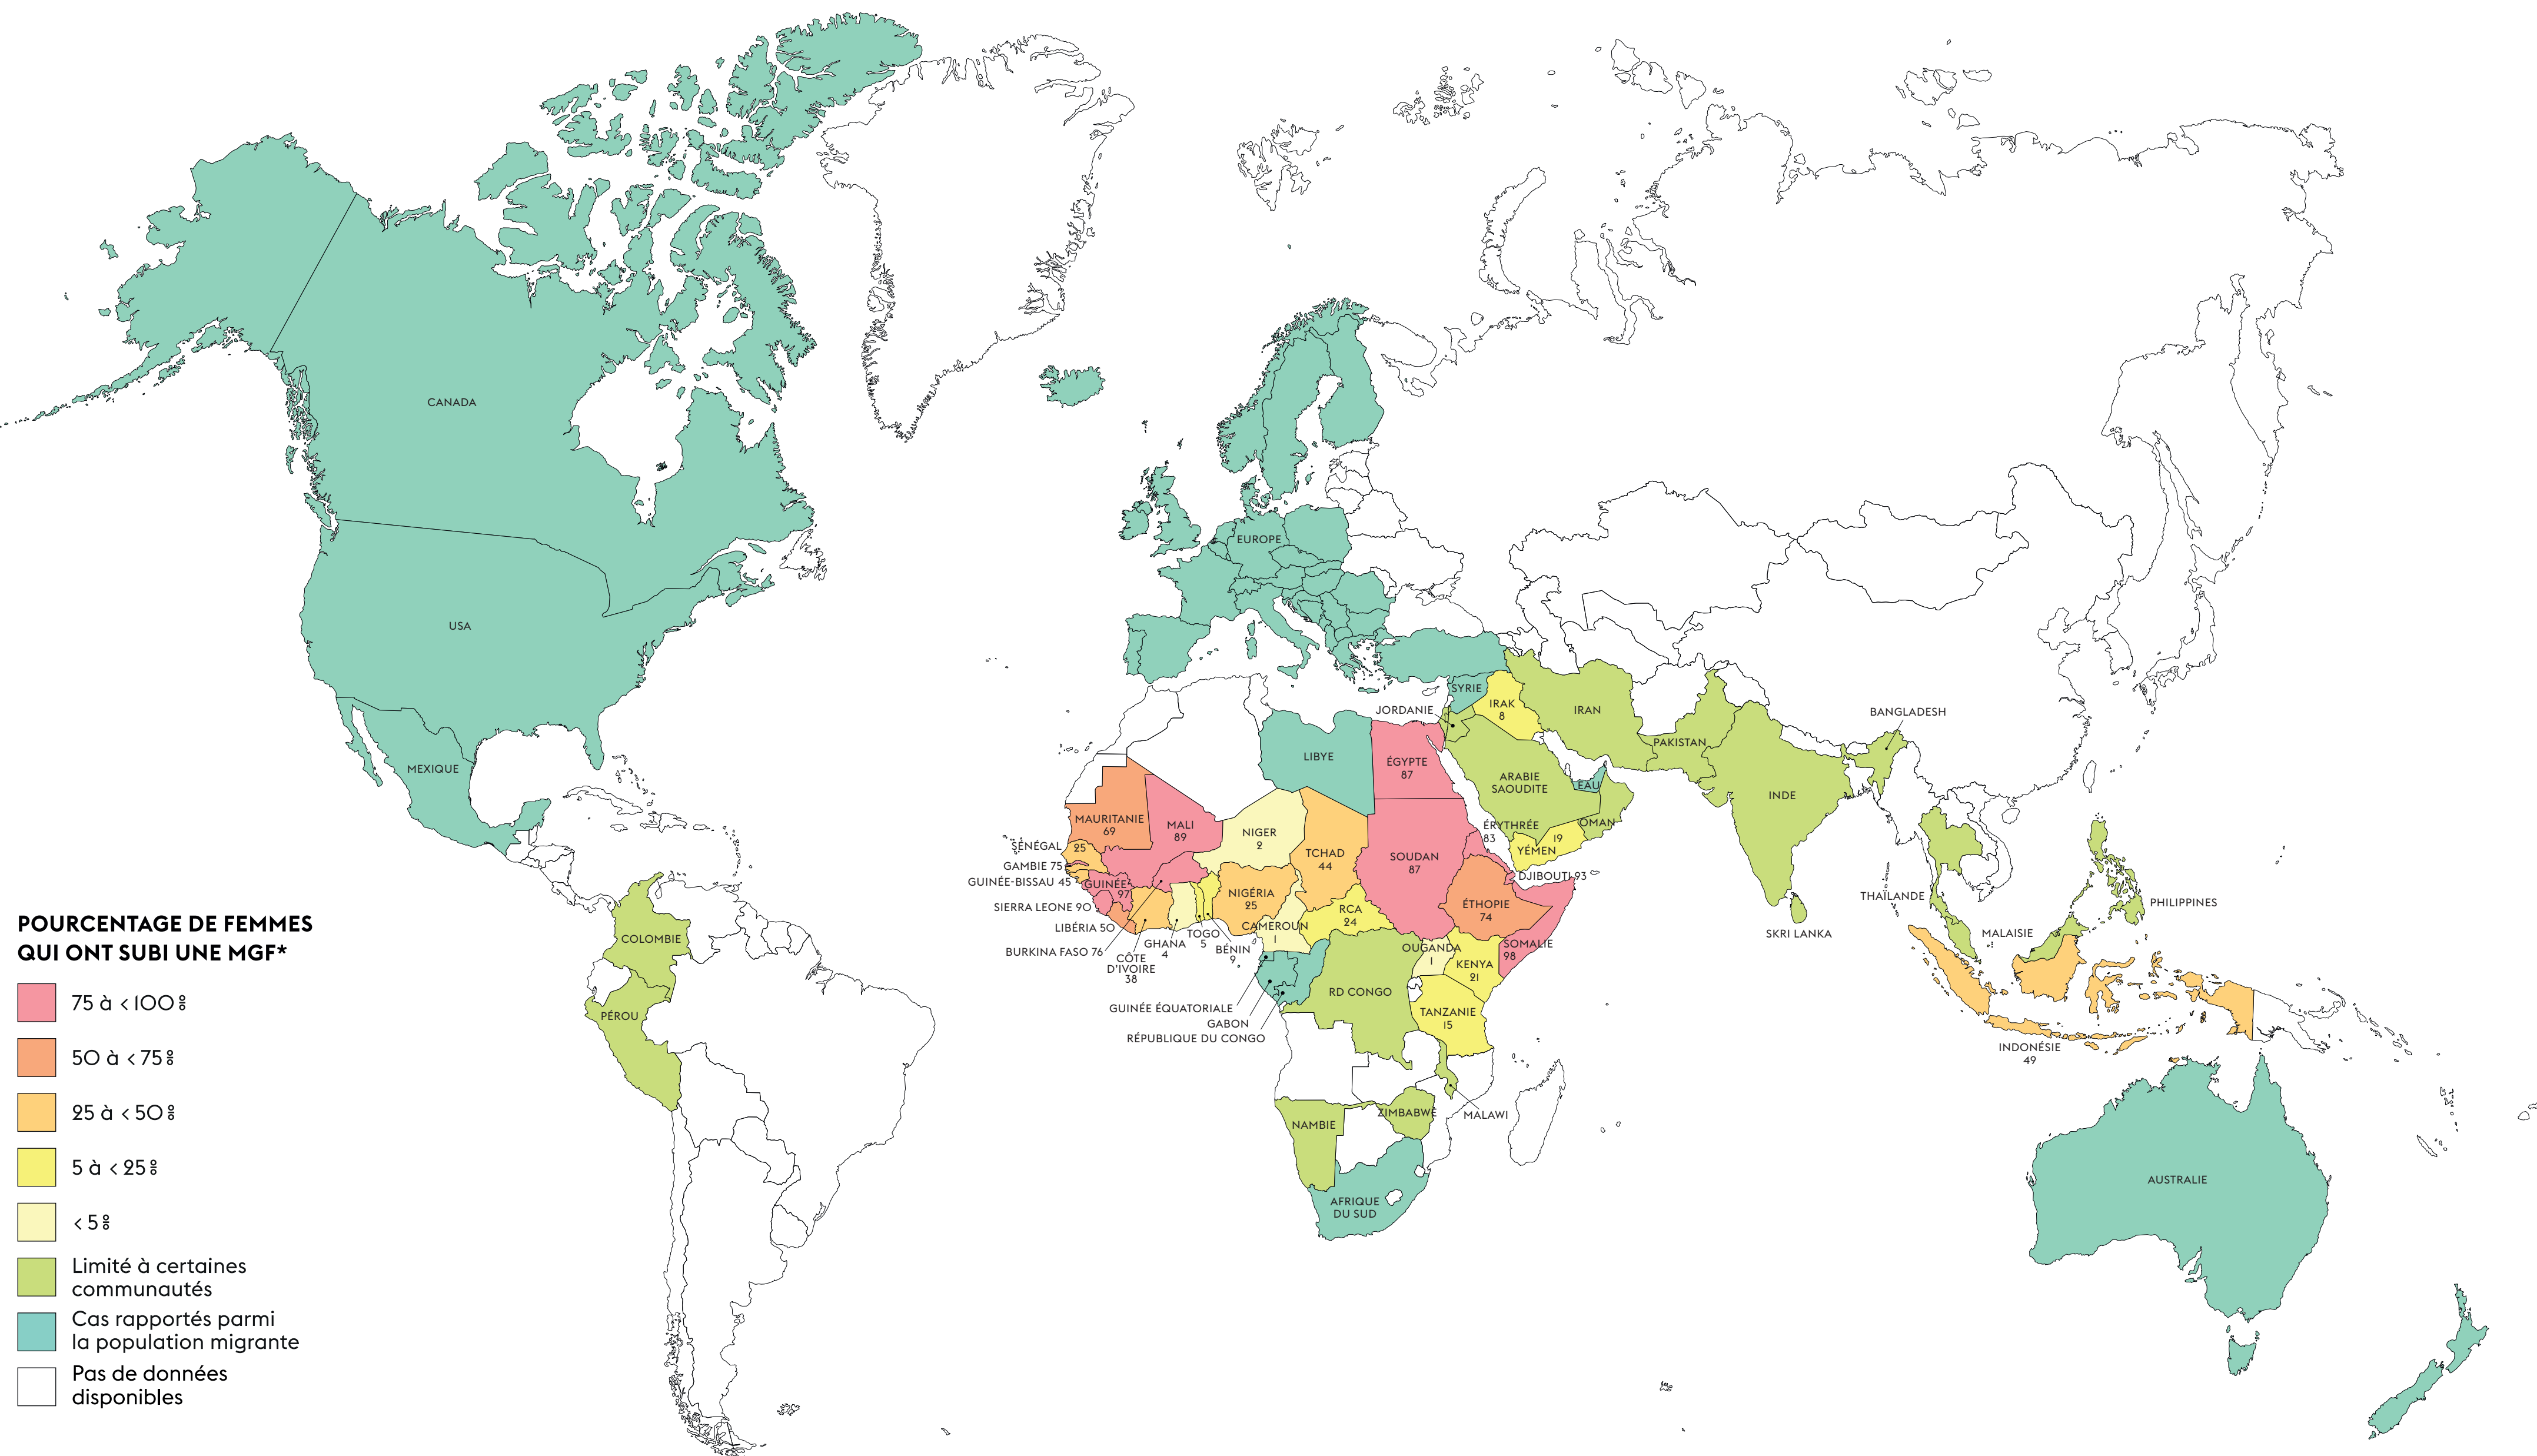 CANADA
USA
MEXIQUE
COLOMBIE
PÉROU
EUROPE
SYRIE
JORDANIE
IRAK
8
IRAN
PAKISTAN
BANGLADESH
INDE
SKRI LANKA
THAÏLANDE
MALAISIE
PHILIPPINES
INDONÉSIE
49
AUSTRALIE
LIBYE
ÉGYPTE
87
ARABIE
SAOUDITE
EAU
OMAN
19
YÉMEN
ÉRYTHRÉE
83
DJIBOUTI 93
MAURITANIE
69
MALI
89
NIGER
2
TCHAD
44
SOUDAN
87
ÉTHOPIE
74
SOMALIE
98
SÉNÉGAL
25
GAMBIE 75
GUINÉE-BISSAU 45
GUINÉE
97
SIERRA LEONE 90
LIBÉRIA 50
BURKINA FASO 76
CÔTE
D'IVOIRE
38
GHANA
4
TOGO
5
BÉNIN
9
NIGÉRIA
25
CAMEROUN
1
RCA
24
OUGANDA
1
KENYA
21
TANZANIE
15
RD CONGO
GUINÉE ÉQUATORIALE
GABON
RÉPUBLIQUE DU CONGO
MALAWI
ZIMBABWE
NAMBIE
AFRIQUE
DU SUD
POURCENTAGE DE FEMMES
QUI ONT SUBI UNE MGF*
75 à <100%
50 à <75%
25 à <50%
5 à <25%
<5%
Limité à certaines
communautés
Cas rapportés parmi
la population migrante
Pas de données
disponibles